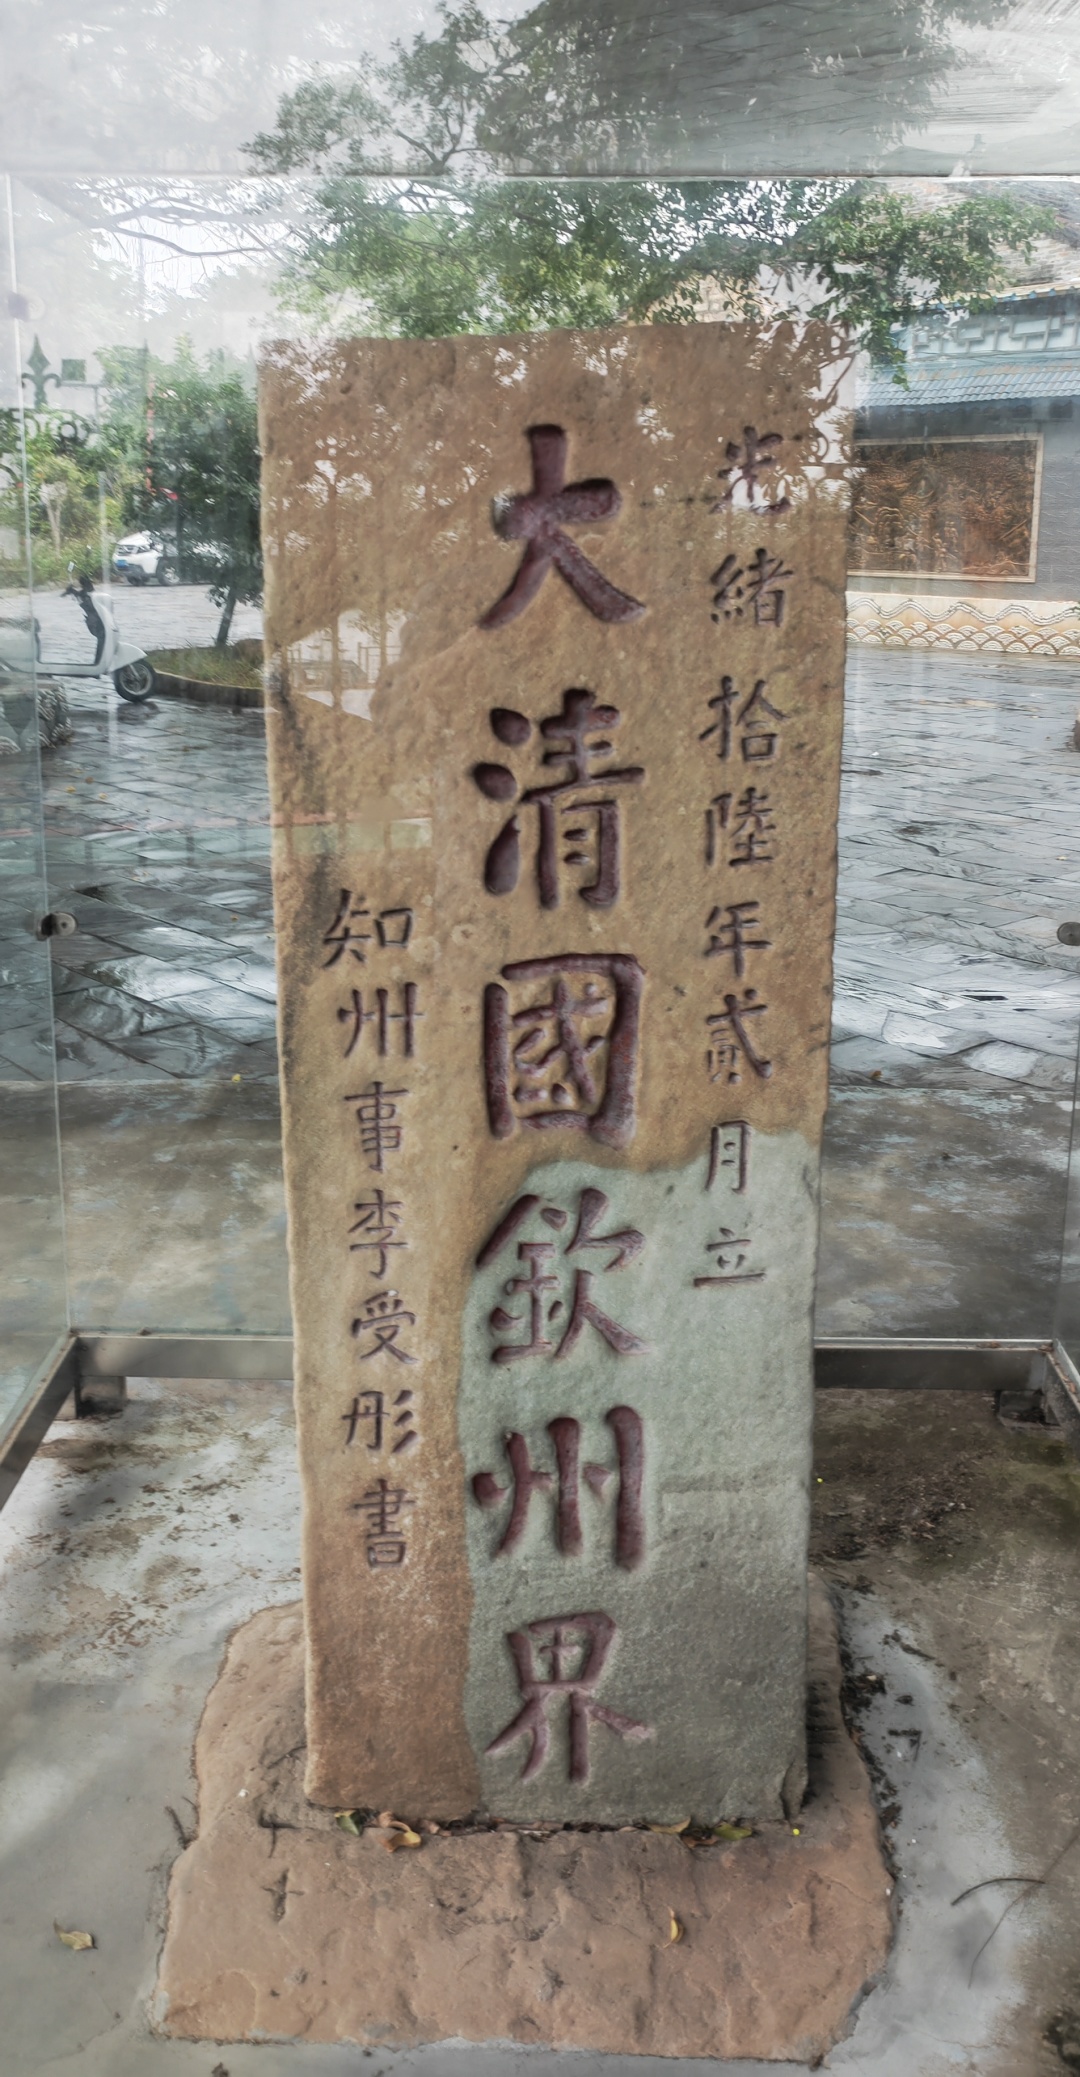 光緒拾陸年貳月立
大清國欽州界
知州事李受彤書